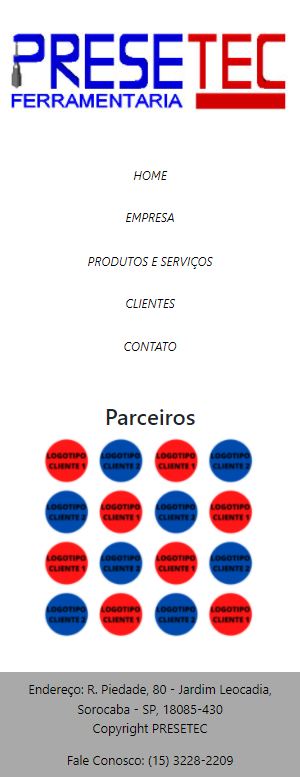 PRESETEC
FERRAMENTARIA
HOME
EMPRESA
PRODUTOS E SERVIÇOS
CLIENTES
CONTATO
Parceiros
LOGOTIPO CLIENTE 1
LOGOTIPO CLIENTE 2
LOGOTIPO CLIENTE 1
LOGOTIPO CLIENTE 2
LOGOTIPO CLIENTE 2
LOGOTIPO CLIENTE 1
LOGOTIPO CLIENTE 2
LOGOTIPO CLIENTE 1
LOGOTIPO CLIENTE 1
LOGOTIPO CLIENTE 2
LOGOTIPO CLIENTE 1
LOGOTIPO CLIENTE 2
LOGOTIPO CLIENTE 2
LOGOTIPO CLIENTE 1
LOGOTIPO CLIENTE 2
LOGOTIPO CLIENTE 1
Endereço: R. Piedade, 80 - Jardim Leocadia,
Sorocaba - SP, 18085-430
Copyright PRESETEC
Fale Conosco: (15) 3228-2209